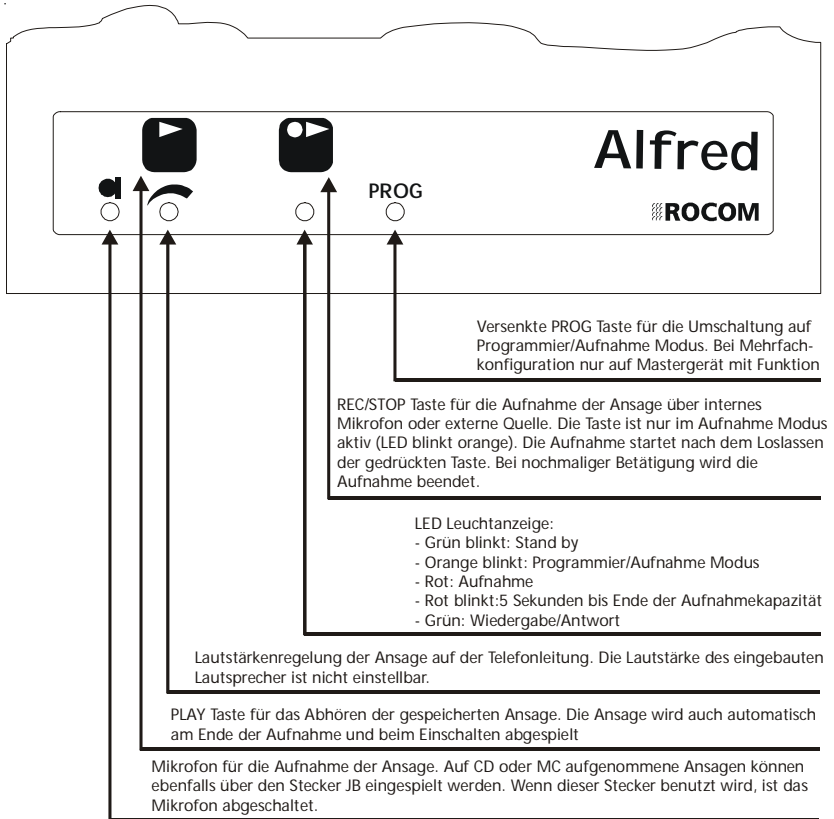 Alfred
PROG
ROCOM
Versenkte PROG Taste für die Umschaltung auf
Programmier/Aufnahme Modus. Bei Mehrfach-
konfiguration nur auf Mastergerät mit Funktion
REC/STOP Taste für die Aufnahme der Ansage über internes
Mikrofon oder externe Quelle. Die Taste ist nur im Aufnahme Modus
aktiv (LED blinkt orange). Die Aufnahme startet nach dem Loslassen
der gedrückten Taste. Bei nochmaliger Betätigung wird die
Aufnahme beendet.
LED Leuchtanzeige:
- Grün blinkt: Stand by
- Orange blinkt: Programmier/Aufnahme Modus
- Rot: Aufnahme
- Rot blinkt:5 Sekunden bis Ende der Aufnahmekapazität
- Grün: Wiedergabe/Antwort
Lautstärkenregelung der Ansage auf der Telefonleitung. Die Lautstärke des eingebauten
Lautsprecher ist nicht einstellbar.
PLAY Taste für das Abhören der gespeicherten Ansage. Die Ansage wird auch automatisch
am Ende der Aufnahme und beim Einschalten abgespielt
Mikrofon für die Aufnahme der Ansage. Auf CD oder MC aufgenommene Ansagen können
ebenfalls über den Stecker JB eingespielt werden. Wenn dieser Stecker benutzt wird, ist das
Mikrofon abgeschaltet.